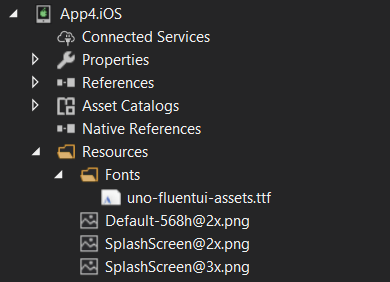 App4.iOS
Connected Services
Properties
References
Asset Catalogs
Native References
Resources
Fonts
uno-fluentui-assets.ttf
Default-568h@2x.png
SplashScreen@2x.png
SplashScreen@3x.png